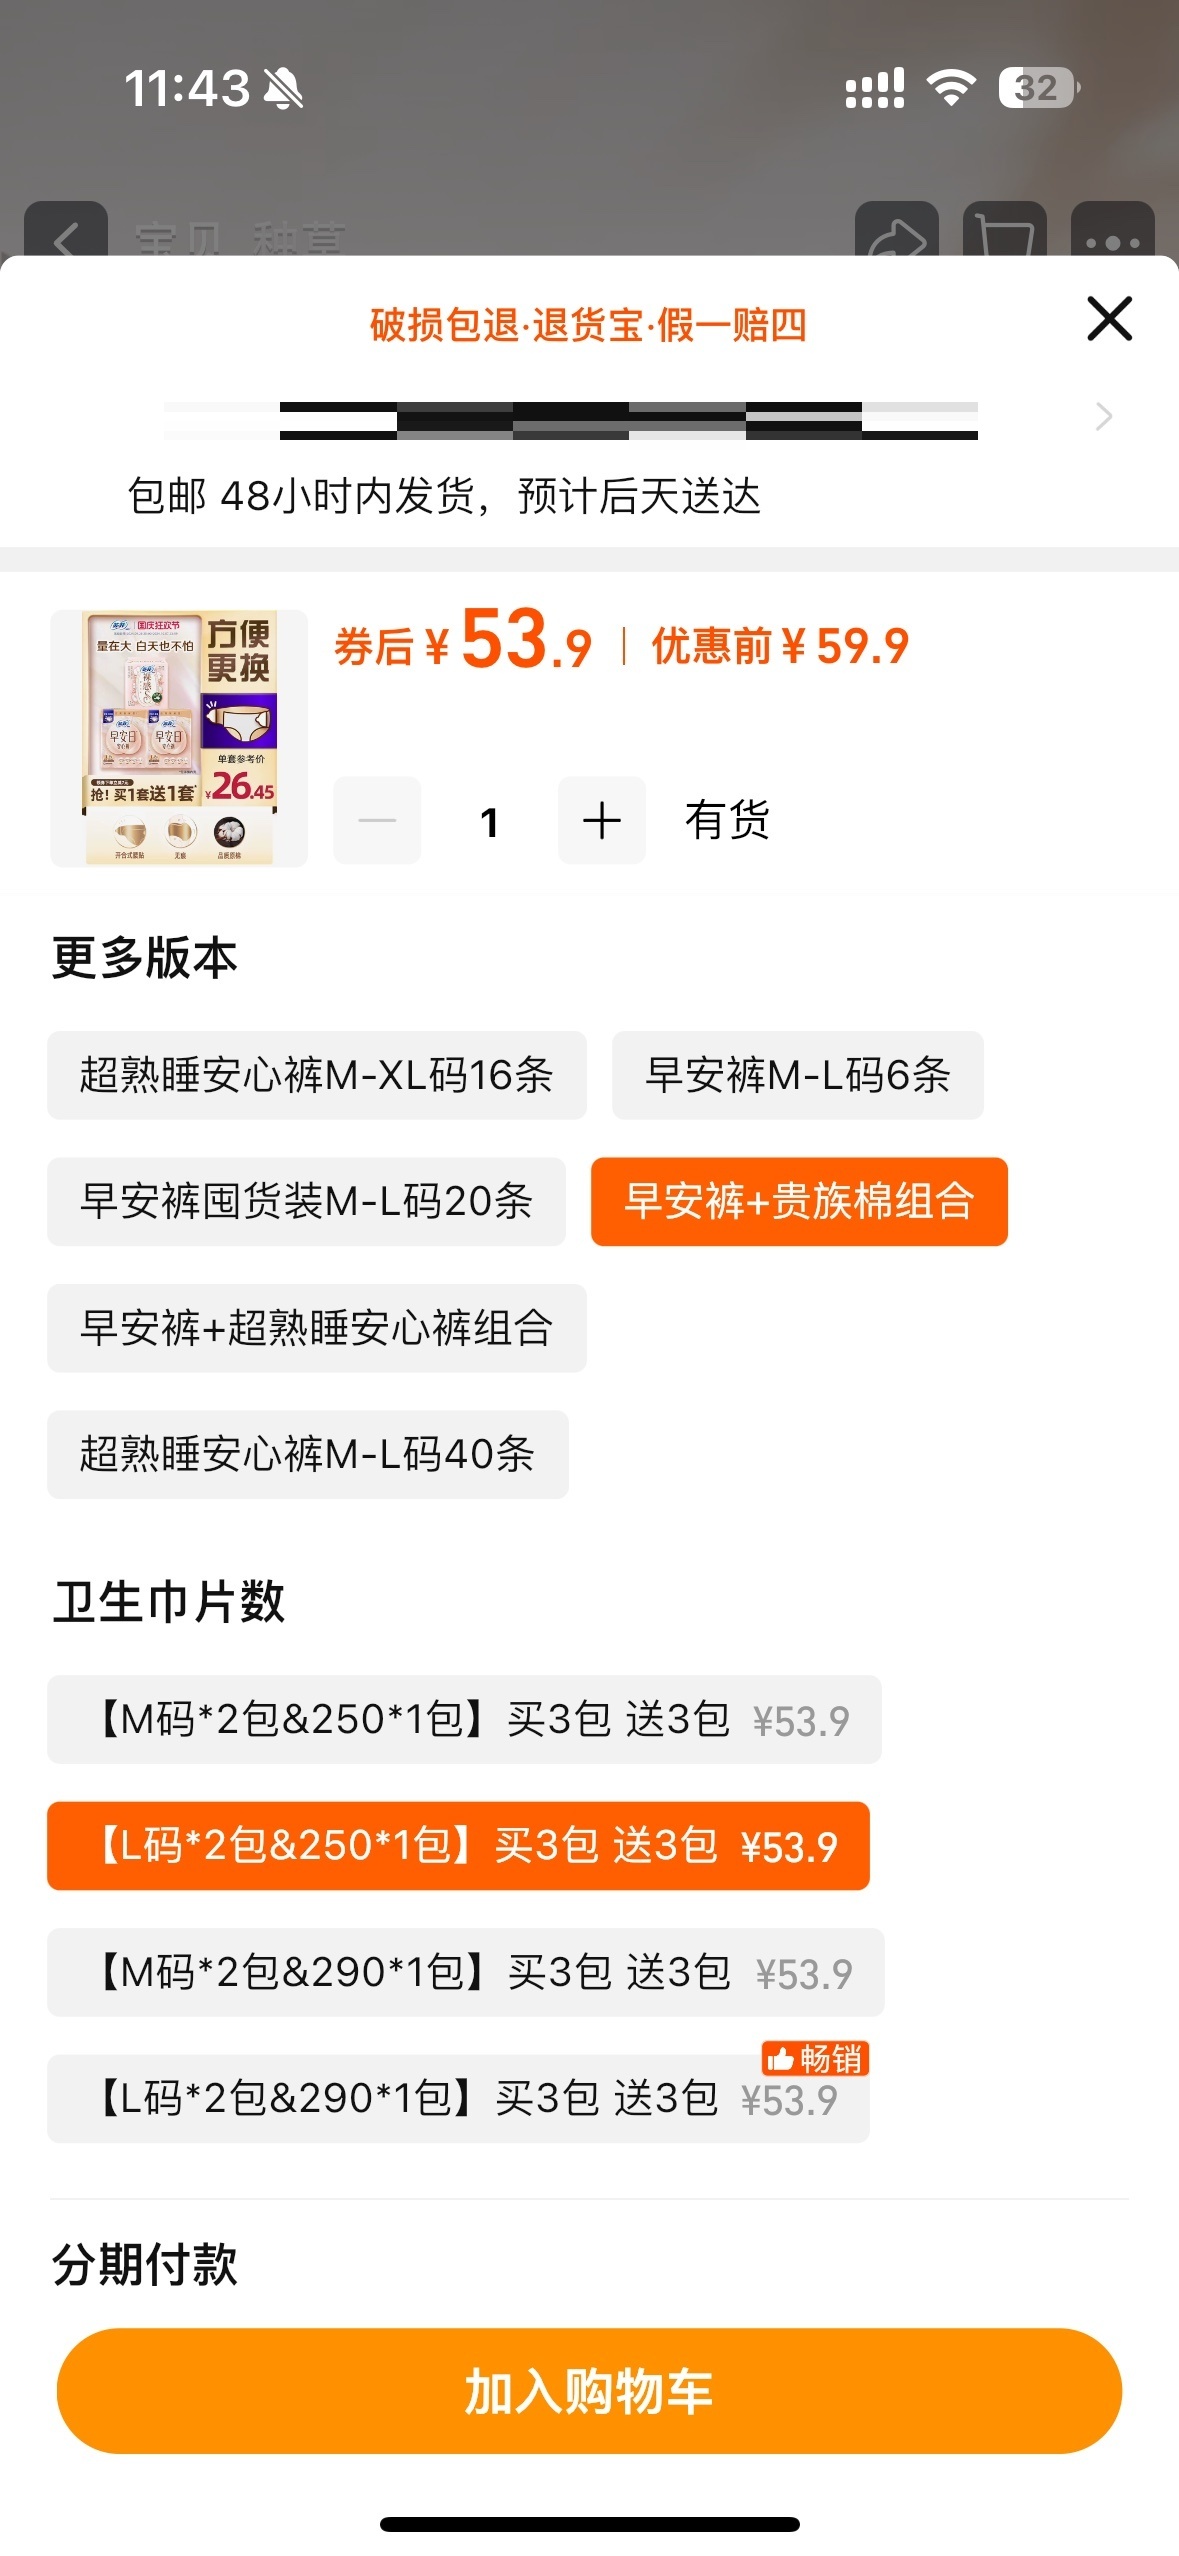 11:43
32
宝贝 种草
破损包退·退货宝·假一赔四
包邮 48小时内发货，预计后天送达
国庆狂欢节
量在大 白天也不怕
方便
更换
早安日
早安日
单套参考价
¥26.45
抢！买1套送1套
开合式腰贴 无痕 品质原棉
券后¥53.9 优惠前¥59.9
1 有货
更多版本
超熟睡安心裤M-XL码16条 早安裤M-L码6条
早安裤囤货装M-L码20条 早安裤+贵族棉组合
早安裤+超熟睡安心裤组合
超熟睡安心裤M-L码40条
卫生巾片数
【M码*2包&250*1包】买3包 送3包 ¥53.9
【L码*2包&250*1包】买3包 送3包 ¥53.9
【M码*2包&290*1包】买3包 送3包 ¥53.9
畅销
【L码*2包&290*1包】买3包 送3包 ¥53.9
分期付款
加入购物车